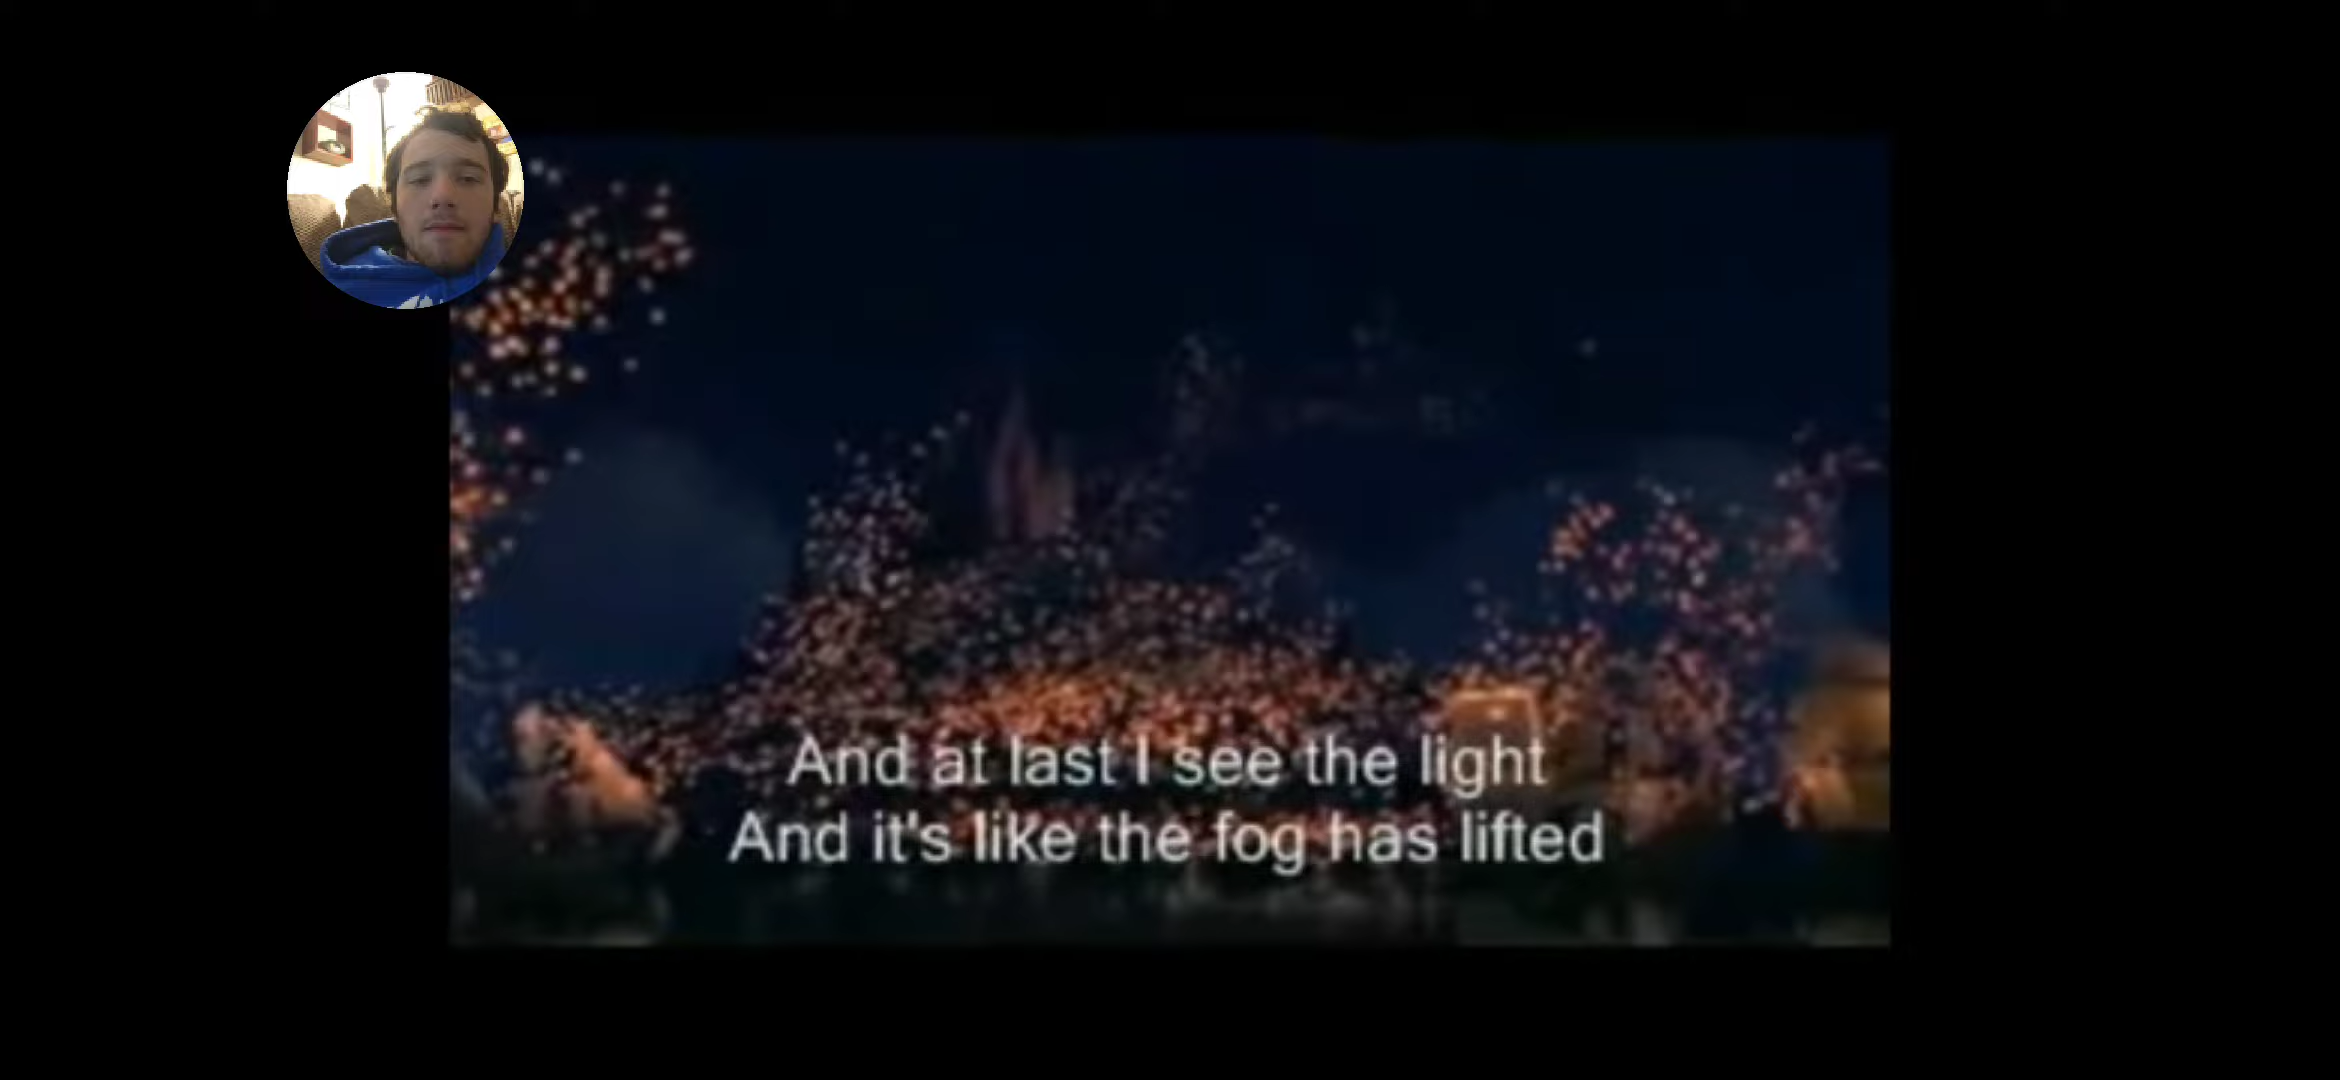 And at last I see the light
And it's like the fog has lifted